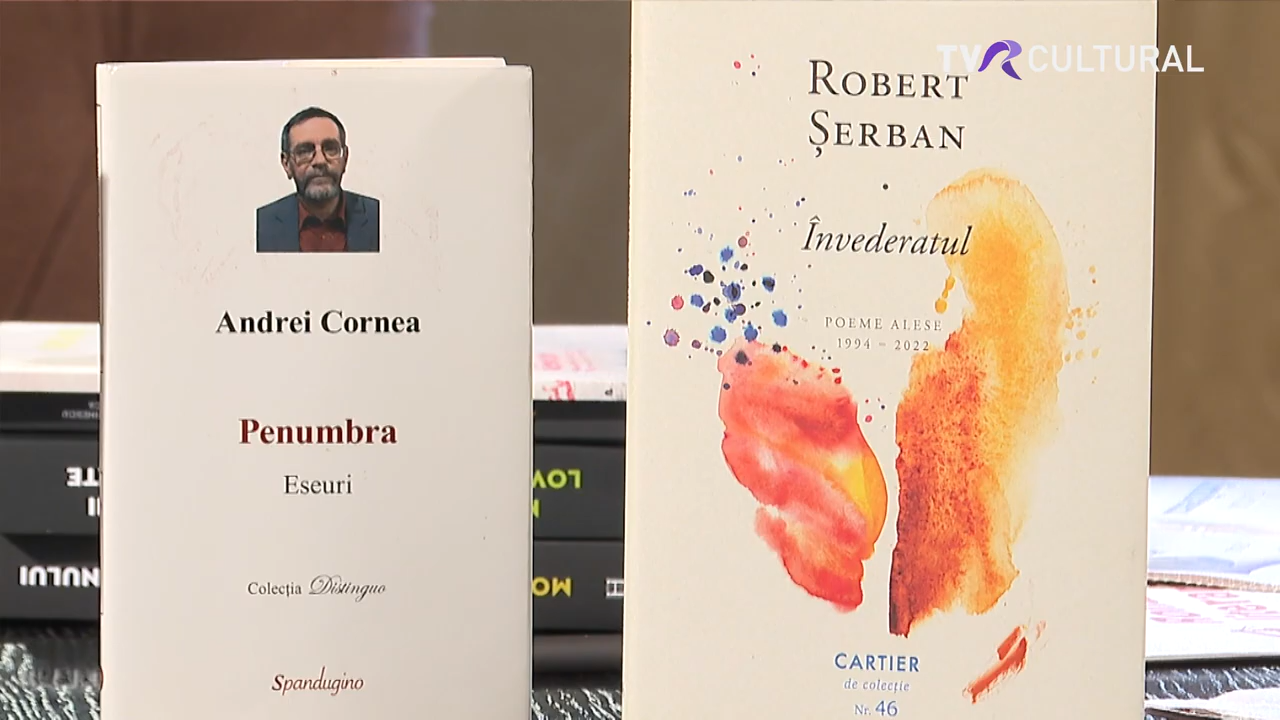 TVR CULTURAL
Andrei Cornea
Penumbra
Eseuri
Colecția Distinguo
Spandugino
ROBERT
ȘERBAN
Învederatul
POEME ALESE
1994 – 2022
CARTIER
de colecție
Nr. 46